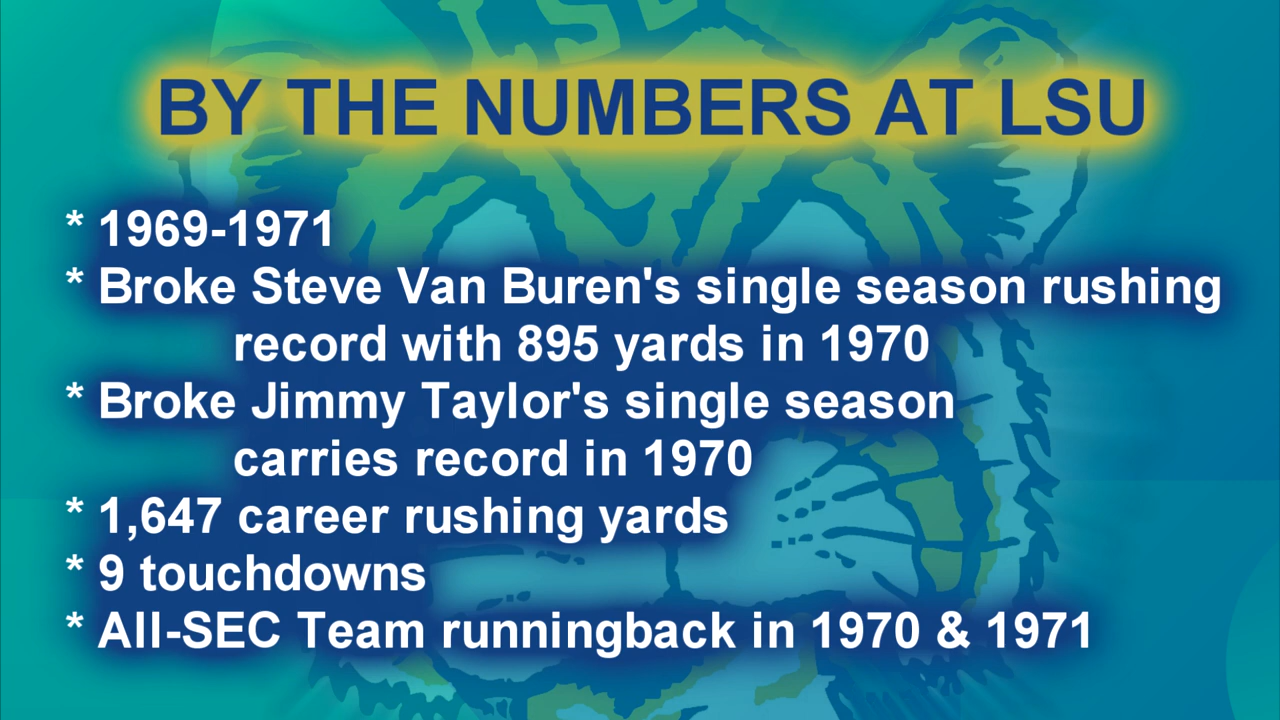 BY THE NUMBERS AT LSU
* 1969-1971
* Broke Steve Van Buren's single season rushing
record with 895 yards in 1970
* Broke Jimmy Taylor's single season
carries record in 1970
* 1,647 career rushing yards
* 9 touchdowns
* All-SEC Team runningback in 1970 & 1971